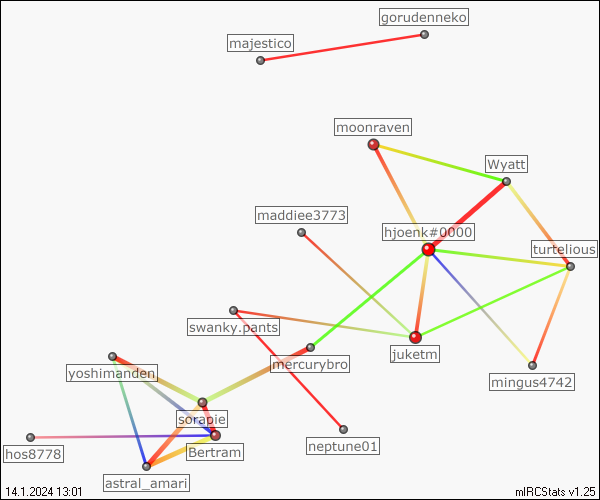 gorudenneko
majestico
moonraven
Wyatt
maddiee3773
hjoenk#0000
turtelious
swanky.pants
juketm
mercurybro
yoshimanden
mingus4742
sorapie
neptune01
hos8778
Bertram
astral_amari
14.1.2024 13:01
mIRCStats v1.25